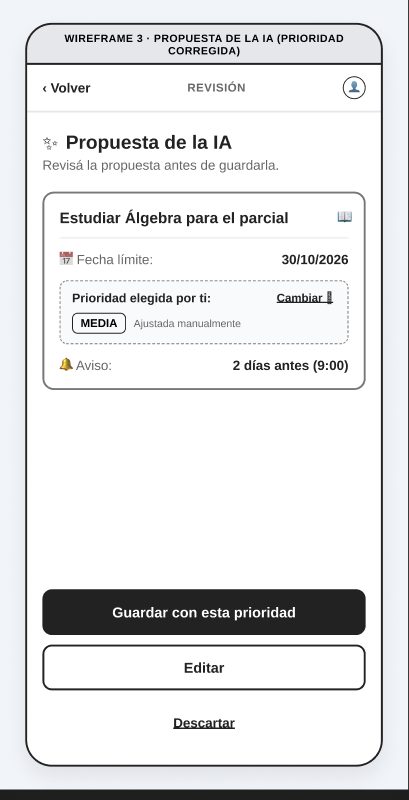 WIREFRAME 3 · PROPUESTA DE LA IA (PRIORIDAD
CORREGIDA)
‹ Volver
REVISIÓN
Propuesta de la IA
Revisá la propuesta antes de guardarla.
Estudiar Álgebra para el parcial
Fecha límite: 30/10/2026
Prioridad elegida por ti: Cambiar
MEDIA Ajustada manualmente
Aviso: 2 días antes (9:00)
Guardar con esta prioridad
Editar
Descartar